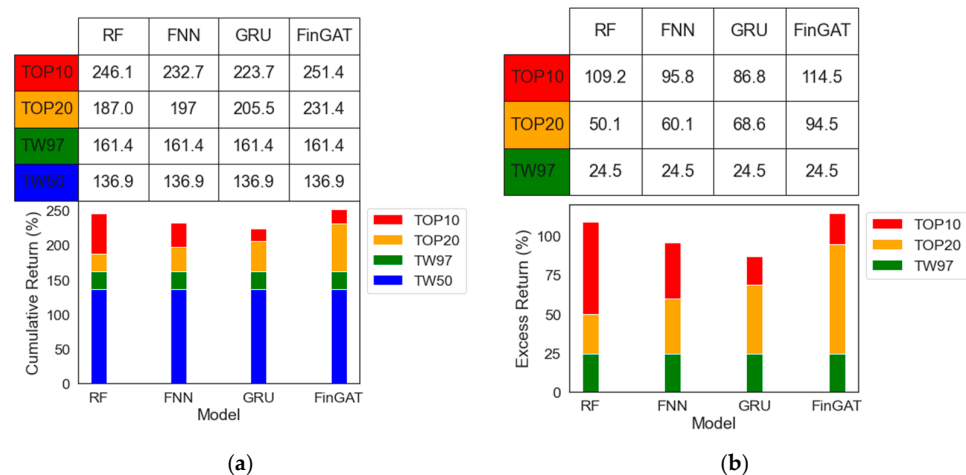 RF FNN GRU FinGAT
TOP10 246.1 232.7 223.7 251.4
TOP20 187.0 197 205.5 231.4
TW97 161.4 161.4 161.4 161.4
TW50 136.9 136.9 136.9 136.9
Cumulative Return (%)
250
200
150
100
50
0
RF FNN GRU FinGAT
Model
TOP10
TOP20
TW97
TW50
(a)
RF FNN GRU FinGAT
TOP10 109.2 95.8 86.8 114.5
TOP20 50.1 60.1 68.6 94.5
TW97 24.5 24.5 24.5 24.5
Excess Return (%)
100
75
50
25
0
RF FNN GRU FinGAT
Model
TOP10
TOP20
TW97
(b)